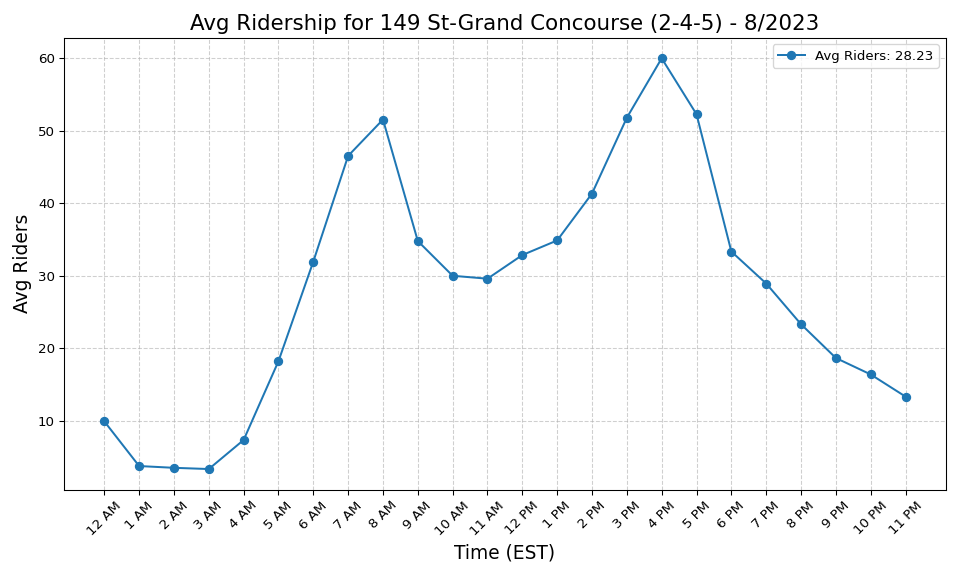 Avg Ridership for 149 St-Grand Concourse (2-4-5) - 8/2023
Avg Riders: 28.23
Avg Riders
60
50
40
30
20
10
12 AM
1 AM
2 AM
3 AM
4 AM
5 AM
6 AM
7 AM
8 AM
9 AM
10 AM
11 AM
12 PM
1 PM
2 PM
3 PM
4 PM
5 PM
6 PM
7 PM
8 PM
9 PM
10 PM
11 PM
Time (EST)